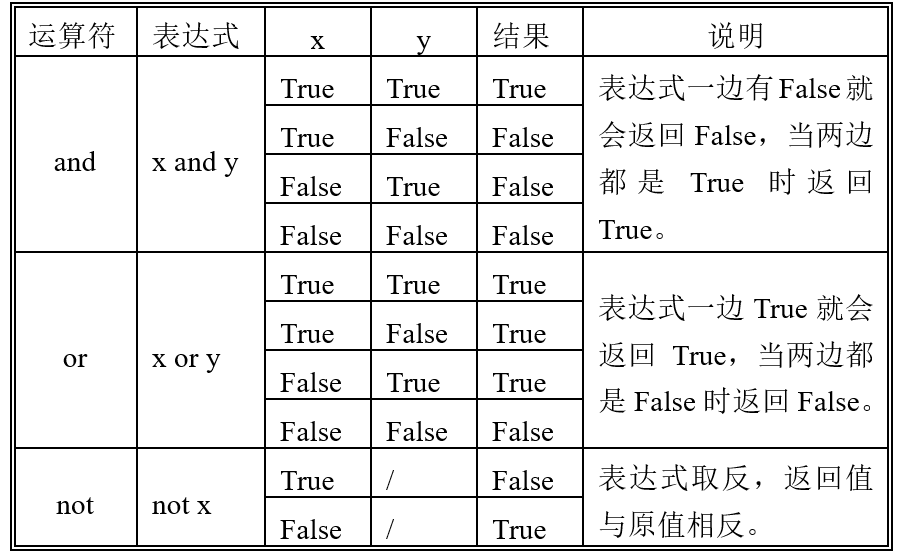 运算符 表达式 x y 结果 说明
and x and y True True True 表达式一边有 False 就
会返回 False，当两边
都是 True 时返回
True。
True False False
False True False
False False False
or x or y True True True 表达式一边 True 就会
返回 True，当两边都
是 False 时返回 False。
True False True
False True True
False False False
not not x True / False 表达式取反，返回值
与原值相反。
False / True